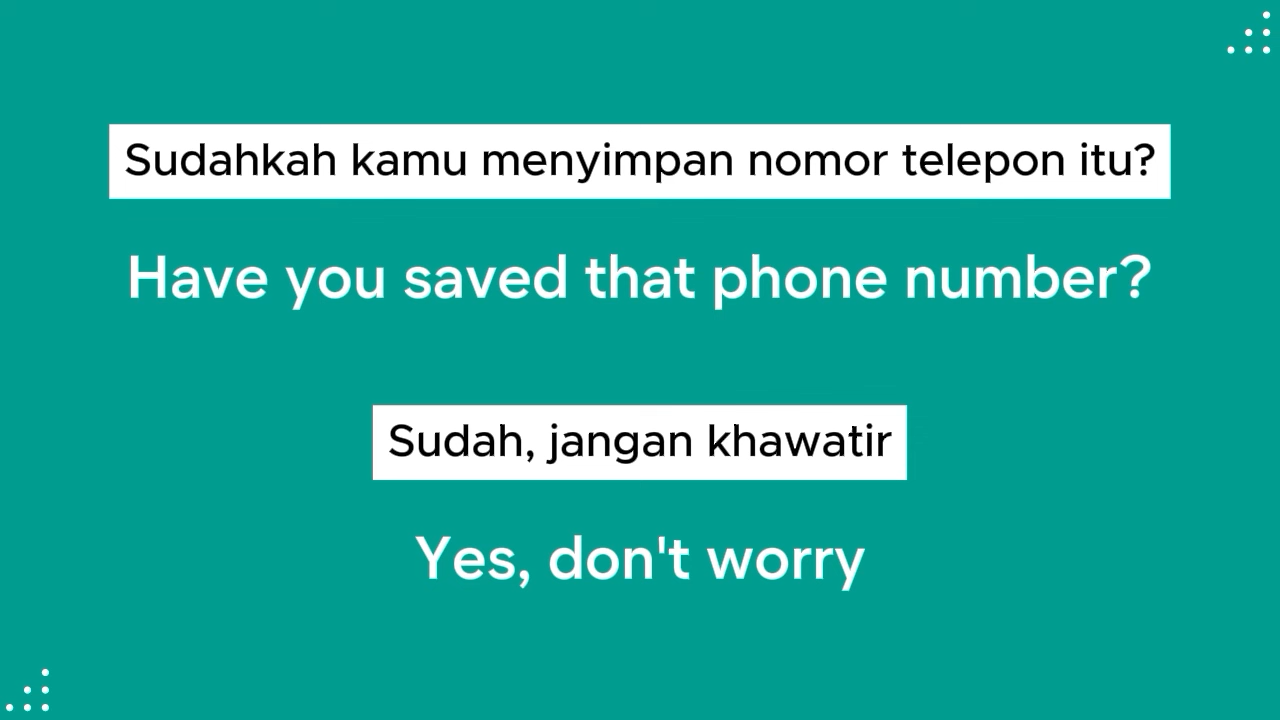 Sudahkah kamu menyimpan nomor telepon itu?
Have you saved that phone number?
Sudah, jangan khawatir
Yes, don't worry